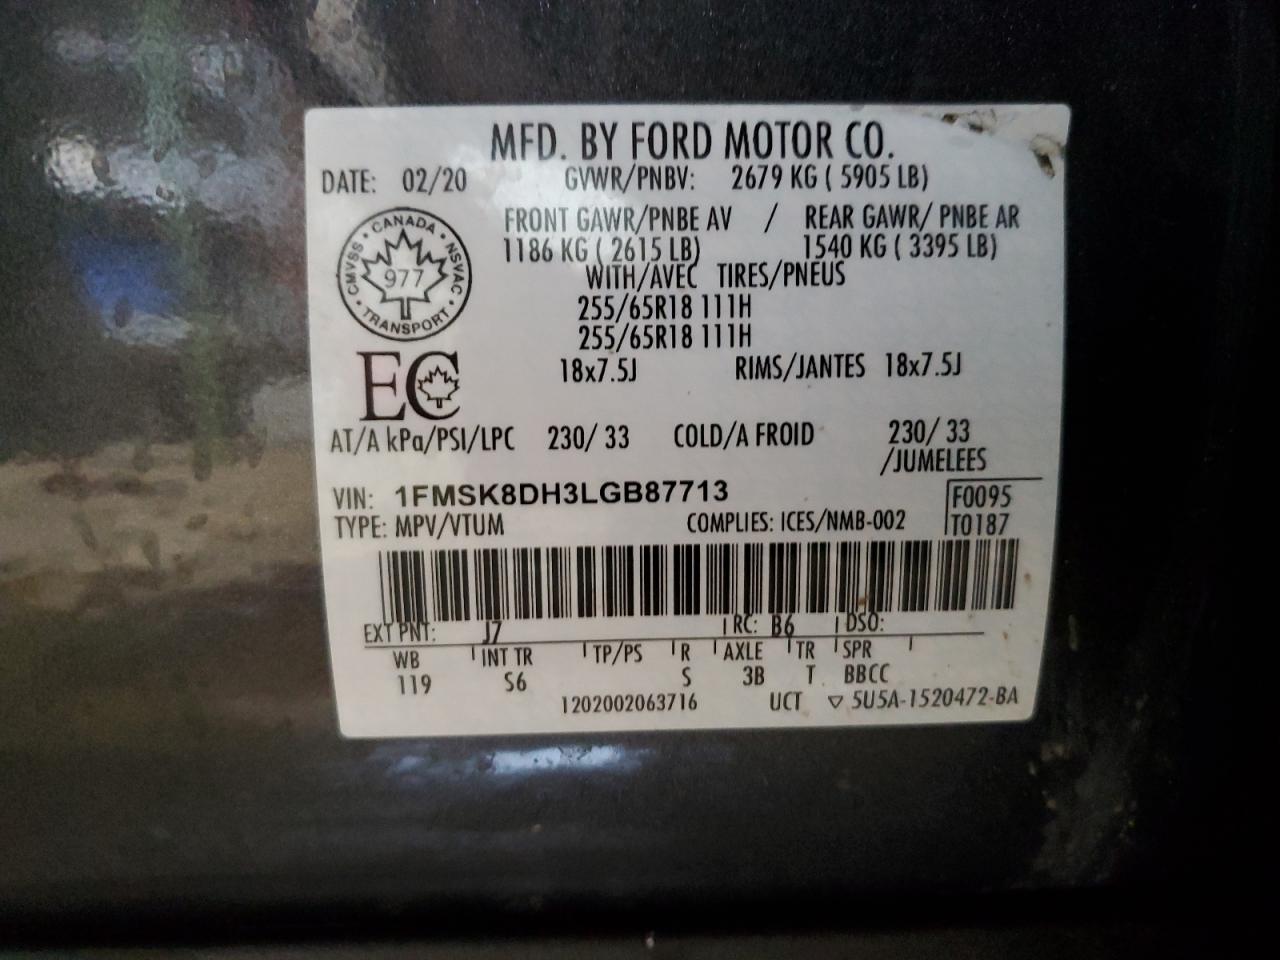 MFD. BY FORD MOTOR CO.
DATE: 02/20 GVWR/PNBV: 2679 KG ( 5905 LB)
FRONT GAWR/PNBE AV / REAR GAWR/ PNBE AR
1186 KG ( 2615 LB) 1540 KG ( 3395 LB)
WITH/AVEC TIRES/PNEUS
255/65R18 111H
255/65R18 111H
18x7.5J RIMS/JANTES 18x7.5J
CMVSS • CANADA • NSVAC • TRANSPORT •
977
EC
AT/A kPa/PSI/LPC 230/ 33 COLD/A FROID 230/ 33
/JUMELEES
VIN: 1FMSK8DH3LGB87713 F0095
TYPE: MPV/VTUM COMPLIES: ICES/NMB-002 T0187
EXT PNT: J7 RC: B6 DSO:
WB INT TR TP/PS R AXLE TR SPR
119 S6 S 3B T BBCC
1202002063716 UCT ▽ 5U5A-1520472-BA